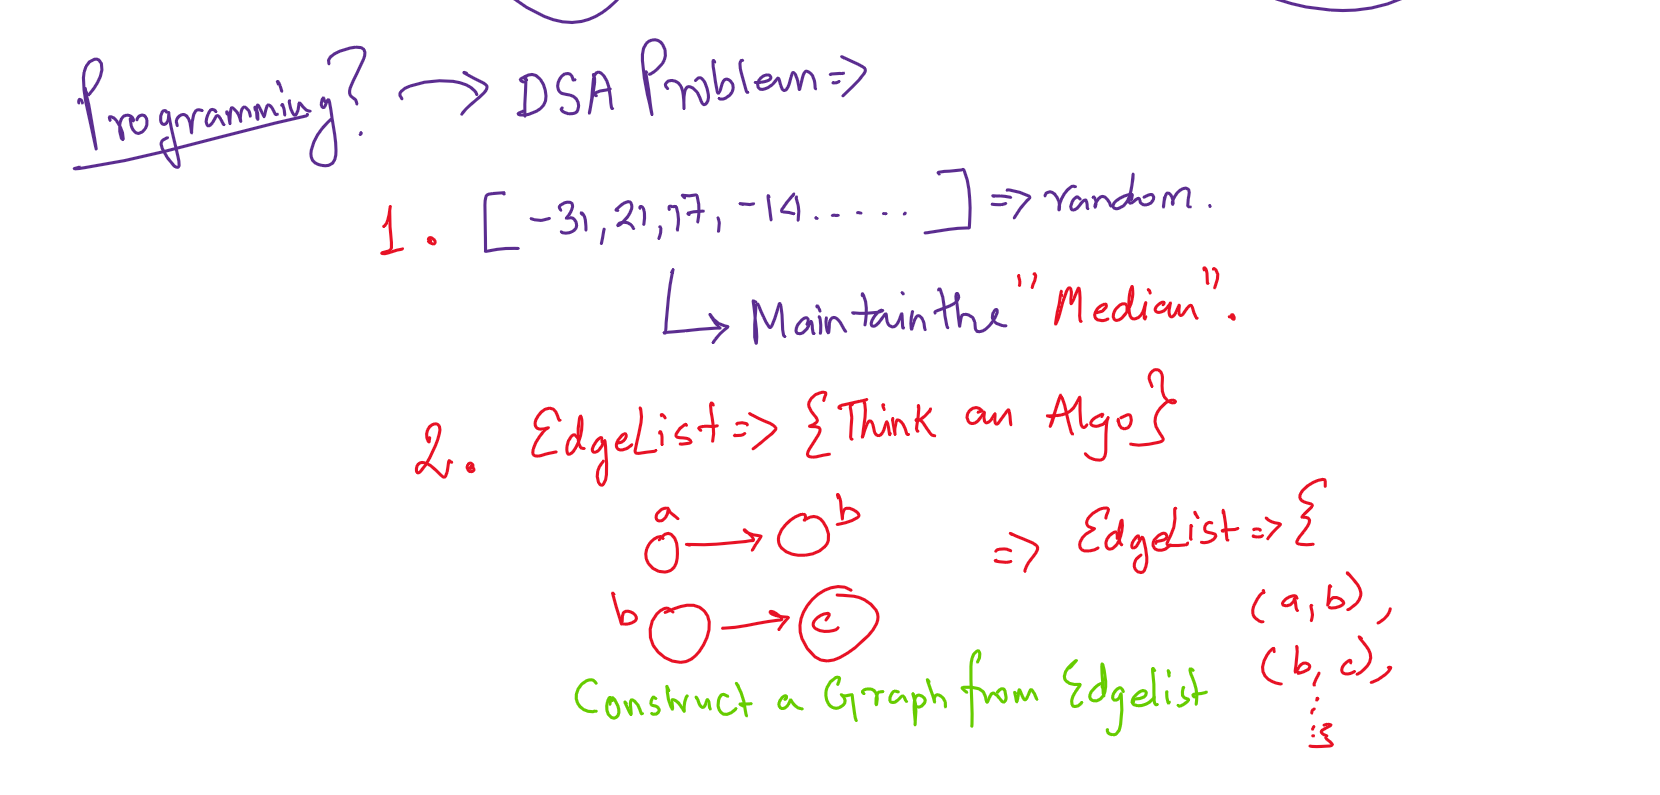 Programming? → DSA Problem =>
1. [-31, 21, 17, -14. . . . . . ] => random.
↳ Maintain the "Median".
2. EdgeList => {Think an Algo}
a → b => EdgeList => {
(a, b),
b → c
(b, c),
Construct a Graph from Edgelist
⋮
}